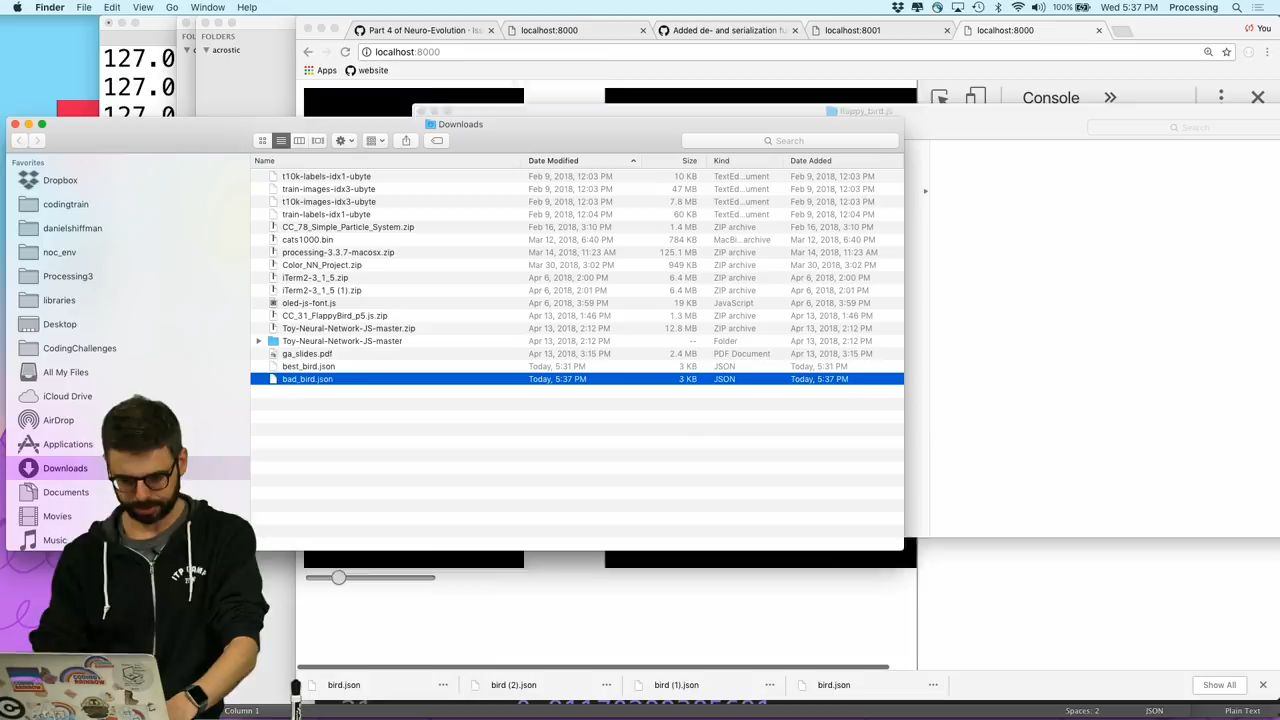 Finder File Edit View Go Window Help
100% Wed 5:37 PM Processing
127.0
127.0
127.0
FOLDERS
acrostic
Part 4 of Neuro-Evolution · Iss
localhost:8000
Added de- and serialization fu
localhost:8001
localhost:8000
You
localhost:8000
Apps website
Console
flappy_bird.js
Search
Downloads
Search
Favorites
Dropbox
codingtrain
danielshiffman
noc_env
Processing3
libraries
Desktop
CodingChallenges
All My Files
iCloud Drive
AirDrop
Applications
Downloads
Documents
Movies
Music
Name Date Modified Size Kind Date Added
t10k-labels-idx1-ubyte Feb 9, 2018, 12:03 PM 10 KB TextEd...ument Feb 9, 2018, 12:03 PM
train-images-idx3-ubyte Feb 9, 2018, 12:03 PM 47 MB TextEd...ument Feb 9, 2018, 12:03 PM
t10k-images-idx3-ubyte Feb 9, 2018, 12:03 PM 7.8 MB TextEd...ument Feb 9, 2018, 12:03 PM
train-labels-idx1-ubyte Feb 9, 2018, 12:04 PM 60 KB TextEd...ument Feb 9, 2018, 12:03 PM
CC_78_Simple_Particle_System.zip Feb 16, 2018, 3:10 PM 1.4 MB ZIP archive Feb 16, 2018, 3:10 PM
cats1000.bin Mar 12, 2018, 6:40 PM 784 KB MacBi...archive Mar 12, 2018, 6:40 PM
processing-3.3.7-macosx.zip Mar 14, 2018, 11:23 AM 125.1 MB ZIP archive Mar 14, 2018, 11:23 AM
Color_NN_Project.zip Mar 30, 2018, 3:02 PM 949 KB ZIP archive Mar 30, 2018, 3:02 PM
iTerm2-3_1_5.zip Apr 6, 2018, 2:00 PM 6.4 MB ZIP archive Apr 6, 2018, 2:00 PM
iTerm2-3_1_5 (1).zip Apr 6, 2018, 2:01 PM 6.4 MB ZIP archive Apr 6, 2018, 2:01 PM
oled-js-font.js Apr 6, 2018, 3:59 PM 19 KB JavaScript Apr 6, 2018, 3:59 PM
CC_31_FlappyBird_p5.js.zip Apr 13, 2018, 1:46 PM 1.3 MB ZIP archive Apr 13, 2018, 1:46 PM
Toy-Neural-Network-JS-master.zip Apr 13, 2018, 2:12 PM 12.8 MB ZIP archive Apr 13, 2018, 2:12 PM
Toy-Neural-Network-JS-master Apr 13, 2018, 2:12 PM -- Folder Apr 13, 2018, 2:12 PM
ga_slides.pdf Apr 13, 2018, 3:15 PM 2.4 MB PDF Document Apr 13, 2018, 3:15 PM
best_bird.json Today, 5:31 PM 3 KB JSON Today, 5:31 PM
bad_bird.json Today, 5:37 PM 3 KB JSON Today, 5:37 PM
ITP CAMP
CODING RAINBOW
bird.json
bird (2).json
bird (1).json
bird.json
Show All
Column 1
Spaces: 2
JSON
Plain Text